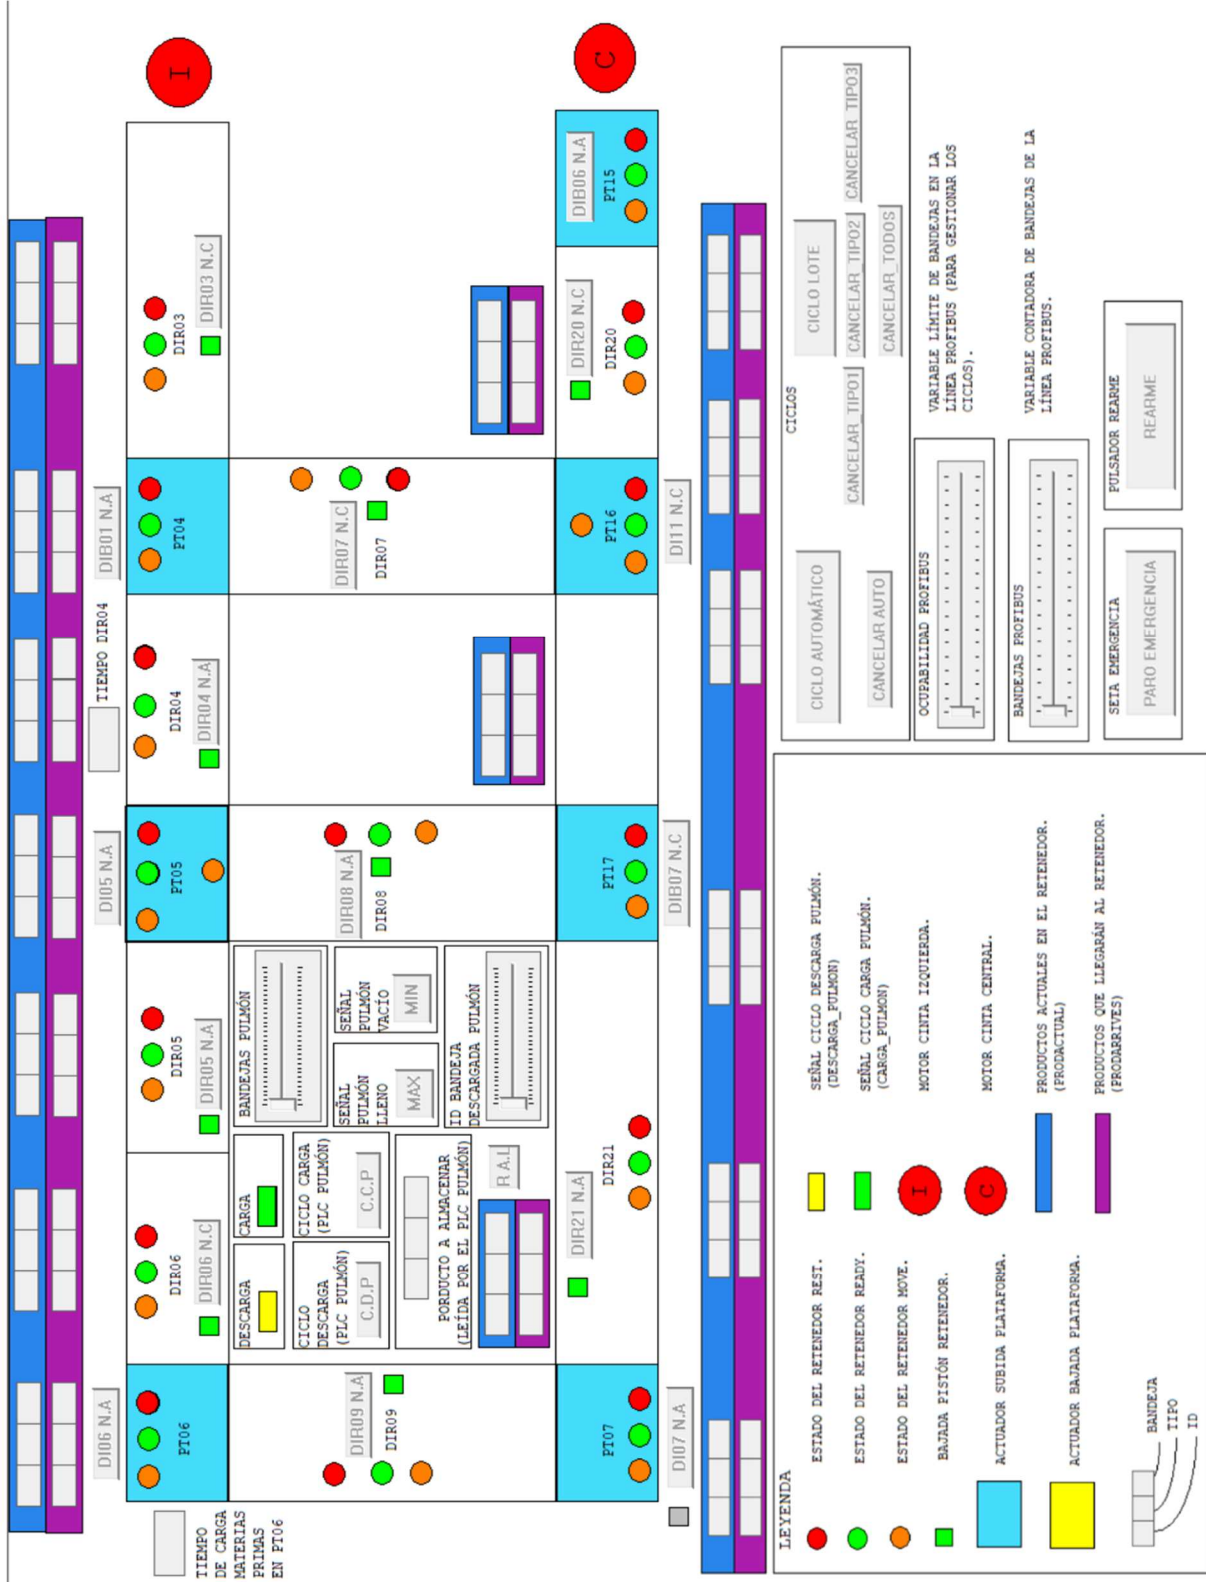 TIEMPO
DE CARGA
MATERIAS
PRIMAS
EN PT06
DI06 N.A
DI05 N.A
TIEMPO DIR04
DIB01 N.A
PT06
DIR06
DIR06 N.C
DIR05
DIR05 N.A
PT05
DIR04
DIR04 N.A
PT04
DIR03
DIR03 N.C
I
DIR09 N.A
DIR09
DESCARGA
CARGA
CICLO
DESCARGA
(PLC PULMÓN)
C.D.P
CICLO CARGA
(PLC PULMÓN)
C.C.P
PORDUCTO A ALMACENAR
(LEÍDA POR EL PLC PULMÓN)
R A.L
BANDEJAS PULMÓN
SEÑAL
PULMÓN
LLENO
MAX
SEÑAL
PULMÓN
VACÍO
MIN
ID BANDEJA
DESCARGADA PULMÓN
DIR08 N.A
DIR08
DIR07 N.C
DIR07
PT07
DIR21 N.A
DIR21
PT17
PT16
DIR20 N.C
DIR20
DIB06 N.A
PT15
C
DI07 N.A
DIB07 N.C
DI11 N.C
LEYENDA
ESTADO DEL RETENEDOR REST.
ESTADO DEL RETENEDOR READY.
ESTADO DEL RETENEDOR MOVE.
BAJADA PISTÓN RETENEDOR.
ACTUADOR SUBIDA PLATAFORMA.
ACTUADOR BAJADA PLATAFORMA.
BANDEJA
TIPO
ID
SEÑAL CICLO DESCARGA PULMÓN.
(DESCARGA_PULMON)
SEÑAL CICLO CARGA PULMÓN.
(CARGA_PULMON)
I
MOTOR CINTA IZQUIERDA.
C
MOTOR CINTA CENTRAL.
PRODUCTOS ACTUALES EN EL RETENEDOR.
(PRODACTUAL)
PRODUCTOS QUE LLEGARÁN AL RETENEDOR.
(PRODARRIVES)
CICLOS
CICLO AUTOMÁTICO
CICLO LOTE
CANCELAR AUTO
CANCELAR_TIPO1
CANCELAR_TIPO2
CANCELAR_TIPO3
CANCELAR_TODOS
OCUPABILIDAD PROFIBUS
VARIABLE LÍMITE DE BANDEJAS EN LA
LÍNEA PROFIBUS (PARA GESTIONAR LOS
CICLOS).
BANDEJAS PROFIBUS
VARIABLE CONTADORA DE BANDEJAS DE LA
LÍNEA PROFIBUS.
SETA EMERGENCIA
PARO EMERGENCIA
PULSADOR REARME
REARME